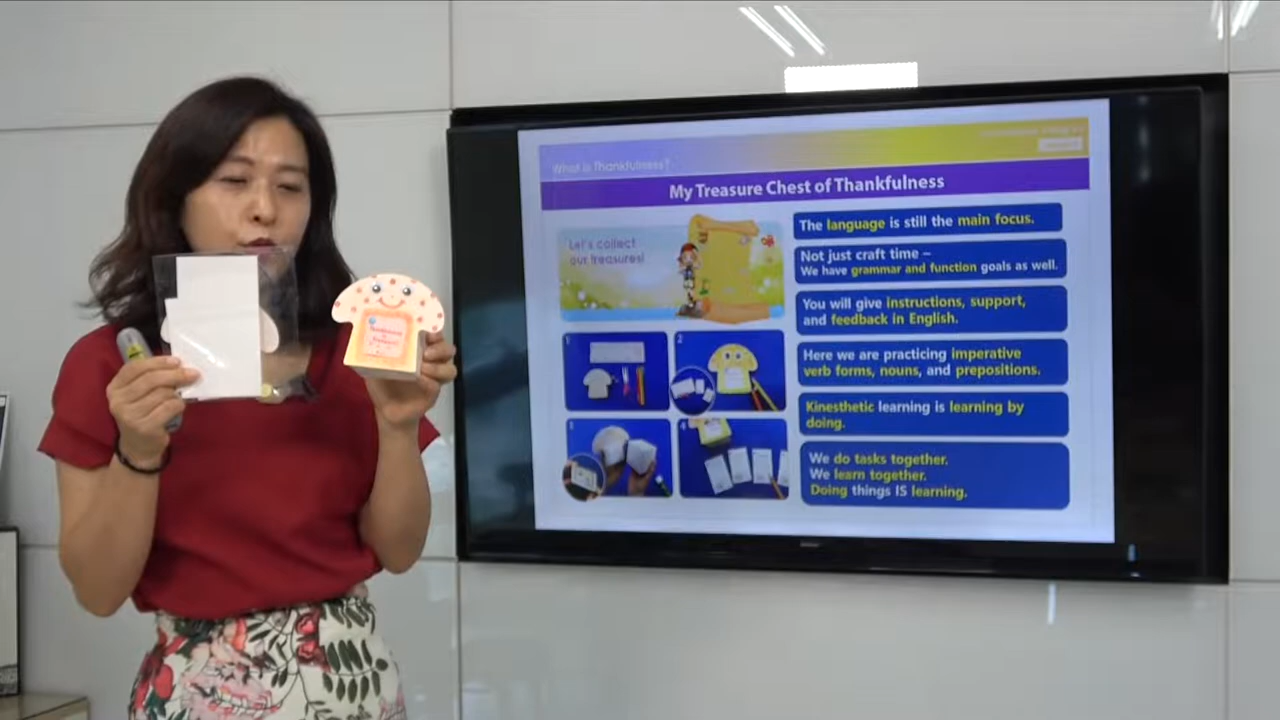 What is Thankfulness?
My Treasure Chest of Thankfulness
Let's collect
our treasures!
1
2
3
4
The language is still the main focus.
Not just craft time –
We have grammar and function goals as well.
You will give instructions, support,
and feedback in English.
Here we are practicing imperative
verb forms, nouns, and prepositions.
Kinesthetic learning is learning by
doing.
We do tasks together.
We learn together.
Doing things IS learning.